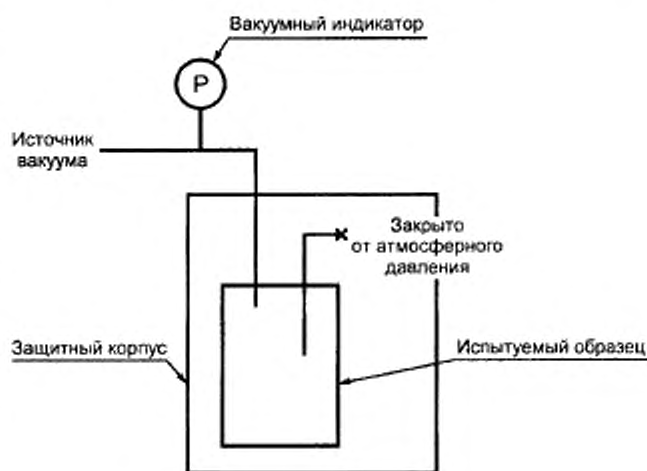 Вакуумный индикатор
P
Источник
вакуума
Закрыто
от атмосферного
давления
Защитный корпус
Испытуемый образец